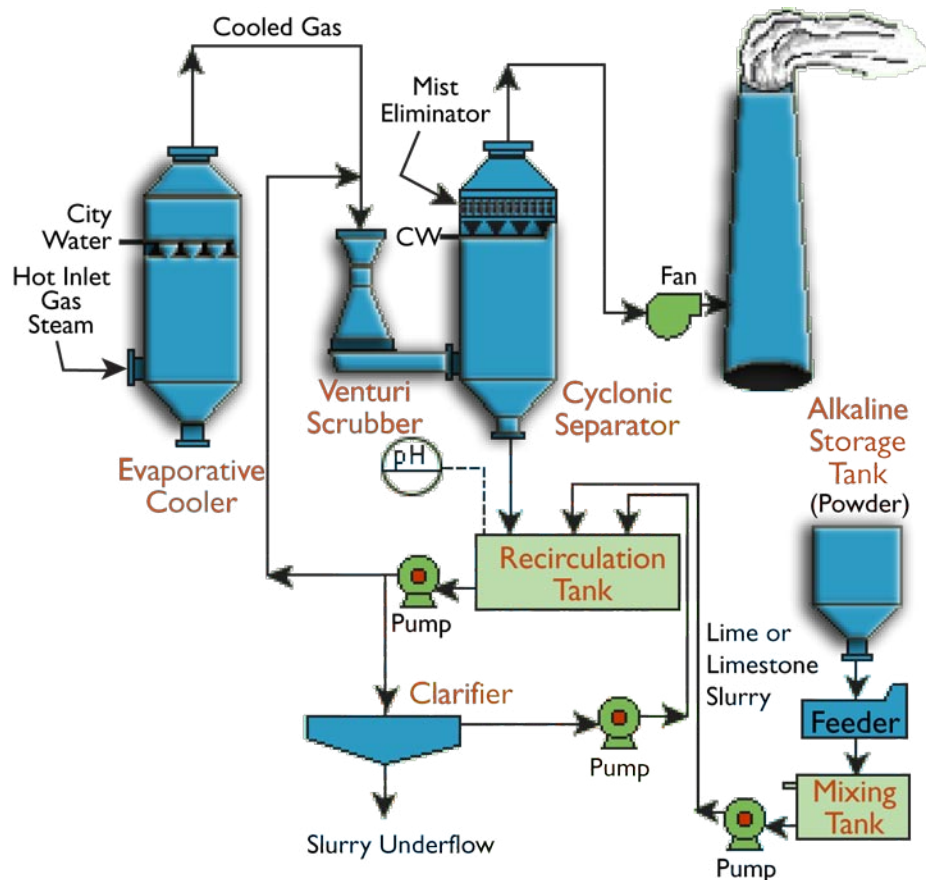 Cooled Gas
Mist
Eliminator
City
Water
CW
Hot Inlet
Gas
Steam
Fan
Venturi
Scrubber
Cyclonic
Separator
Alkaline
Storage
Tank
(Powder)
Evaporative
Cooler
pH
Recirculation
Tank
Pump
Lime or
Limestone
Slurry
Clarifier
Feeder
Pump
Mixing
Tank
Slurry Underflow
Pump